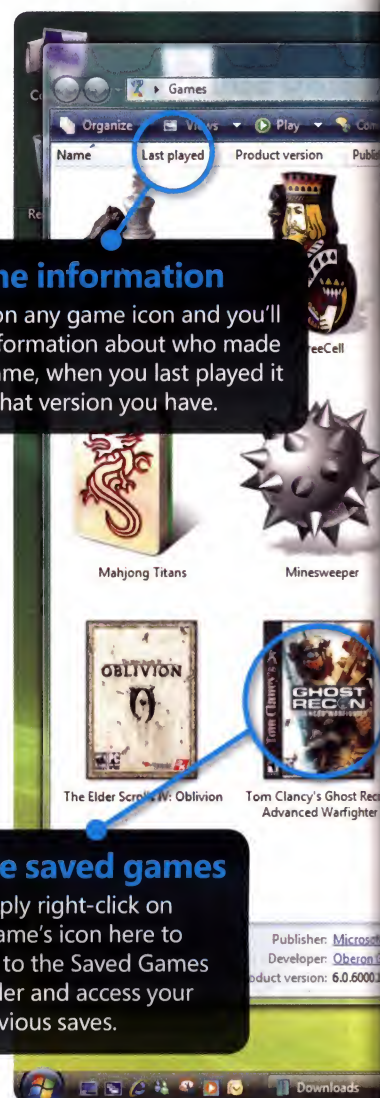 Games
Organize Views Play
Name Last played Product version
information
on any game icon and you'll
formation about who made
ame, when you last played it
hat version you have.
Mahjong Titans
Minesweeper
OBLIVION
Tom Clancy's
GHOST
RECON
The Elder Scrolls IV: Oblivion
Tom Clancy's Ghost
Advanced Warfighter
saved games
ply right-click on
ame's icon here to
to the Saved Games
der and access your
vious saves.
Publisher:
Developer: Oberon
oduct version: 6.0.6000
Downloads